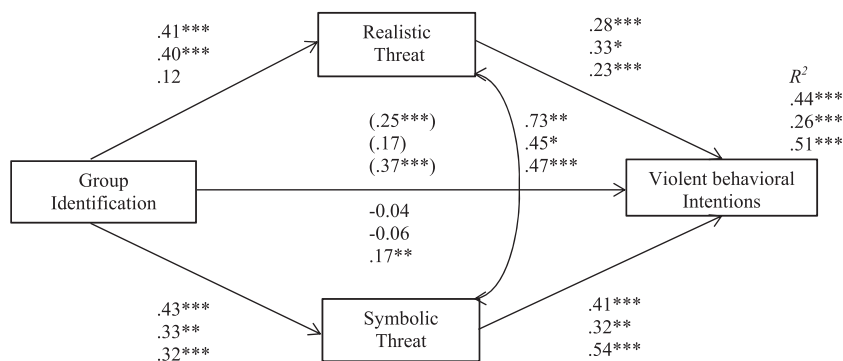 .41***
.40***
.12
Realistic
Threat
.28***
.33*
.23***
R²
.44***
.26***
.51***
(.25***)
(.17)
(.37***)
.73**
.45*
.47***
Group
Identification
Violent behavioral
Intentions
-0.04
-0.06
.17**
.43***
.33**
.32***
Symbolic
Threat
.41***
.32**
.54***